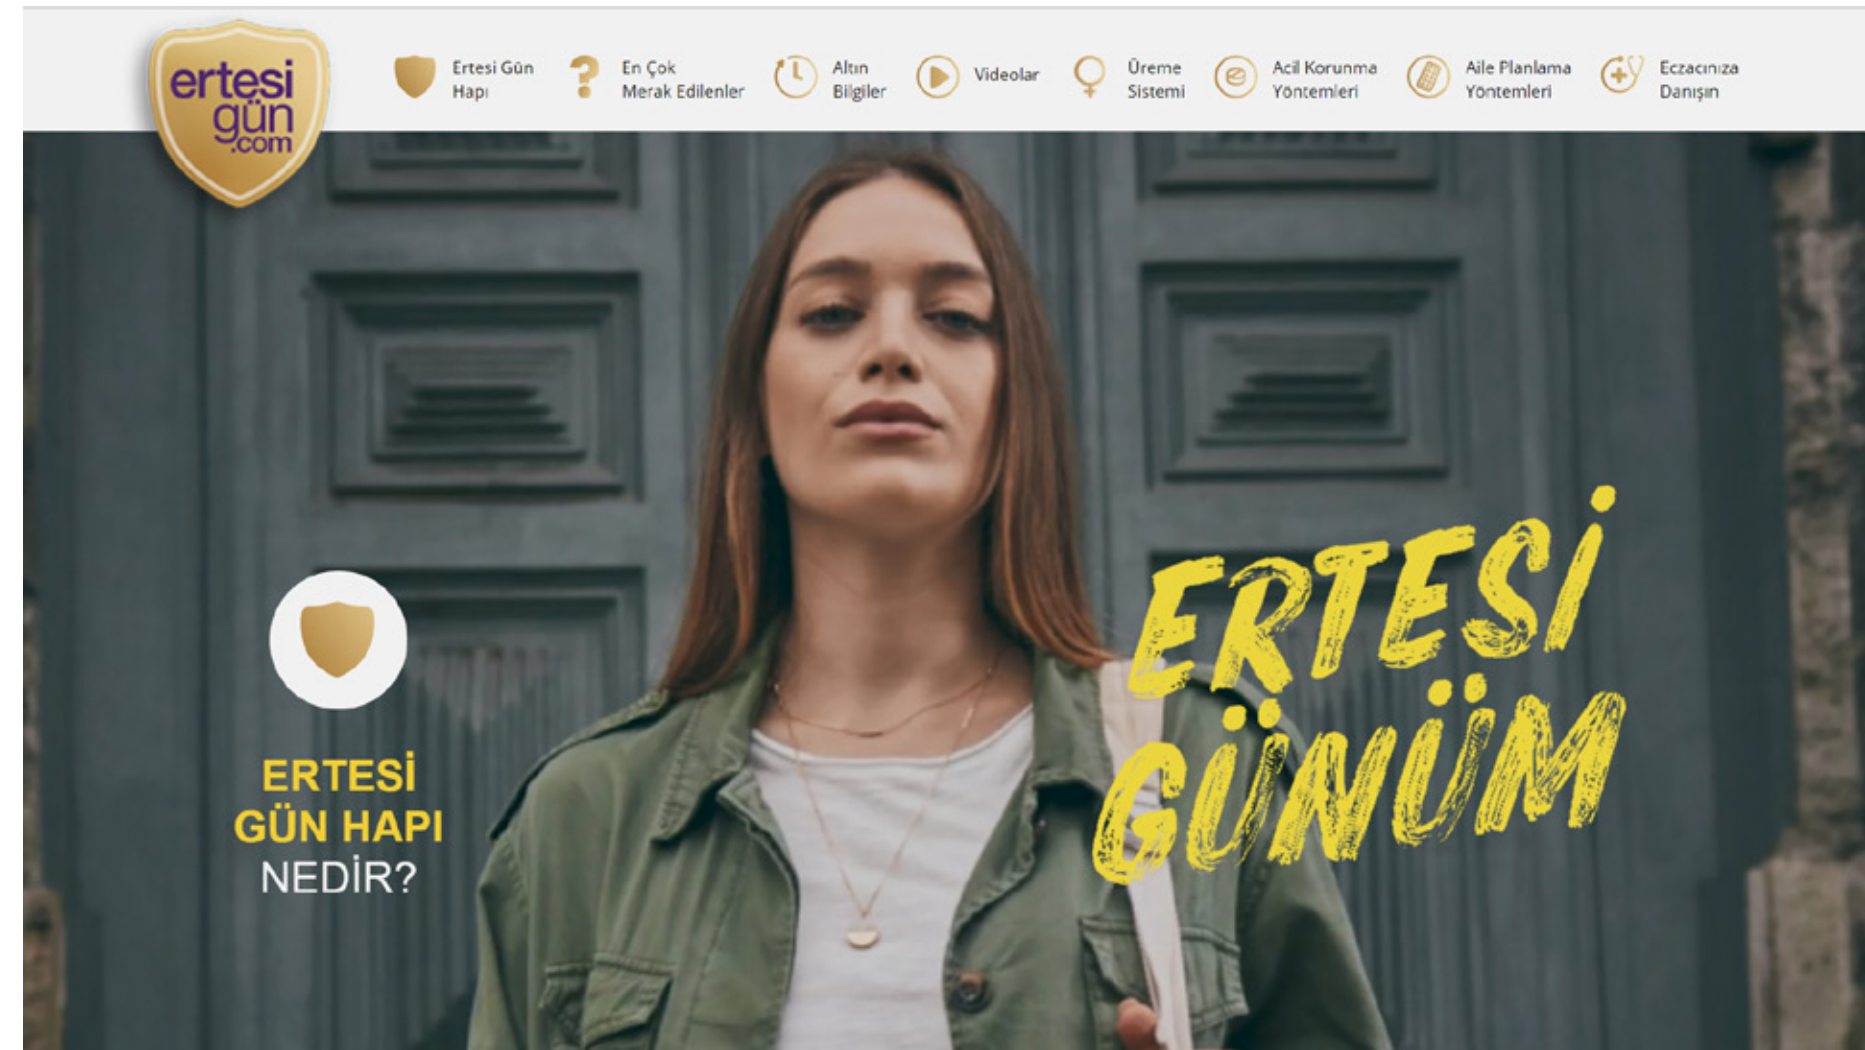 ertesi
gün
.com
Ertesi Gün
Hapı
En Çok
Merak Edilenler
Altın
Bilgiler
Videolar
Üreme
Sistemi
Acil Korunma
Yöntemleri
Aile Planlama
Yöntemleri
Eczacınıza
Danışın
ERTESİ
GÜN HAPI
NEDİR?
ERTESİ
GÜNÜM